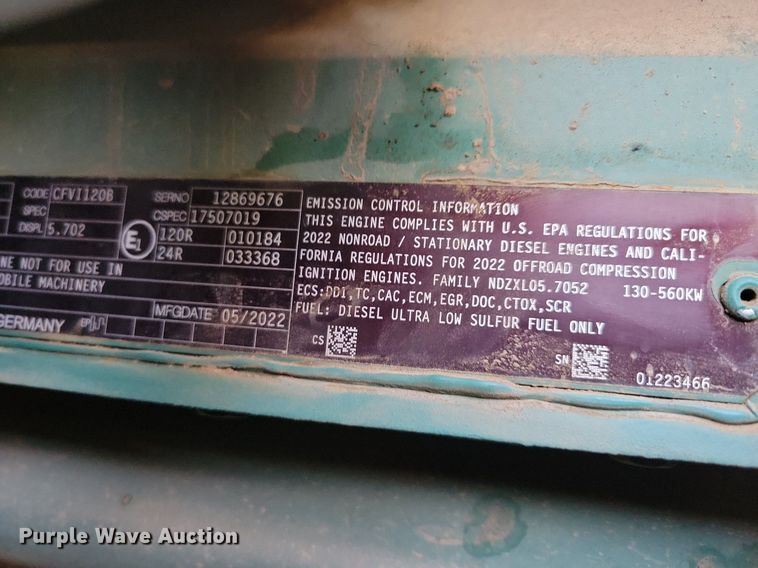 CODE CFVI120B
SPEC
DISPL 5.702
SERNO 12869676
CSPEC 17507019
E1
120R 010184
24R 033368
NE NOT FOR USE IN
OBILE MACHINERY
GERMANY
MFGDATE 05/2022
EMISSION CONTROL INFORMATION
THIS ENGINE COMPLIES WITH U.S. EPA REGULATIONS FOR
2022 NONROAD / STATIONARY DIESEL ENGINES AND CALI-
FORNIA REGULATIONS FOR 2022 OFFROAD COMPRESSION
IGNITION ENGINES. FAMILY NDZXL05.7052 130-560KW
ECS:DDI,TC,CAC,ECM,EGR,DOC,CTOX,SCR
FUEL: DIESEL ULTRA LOW SULFUR FUEL ONLY
CS
SN
01223466
Purple Wave Auction